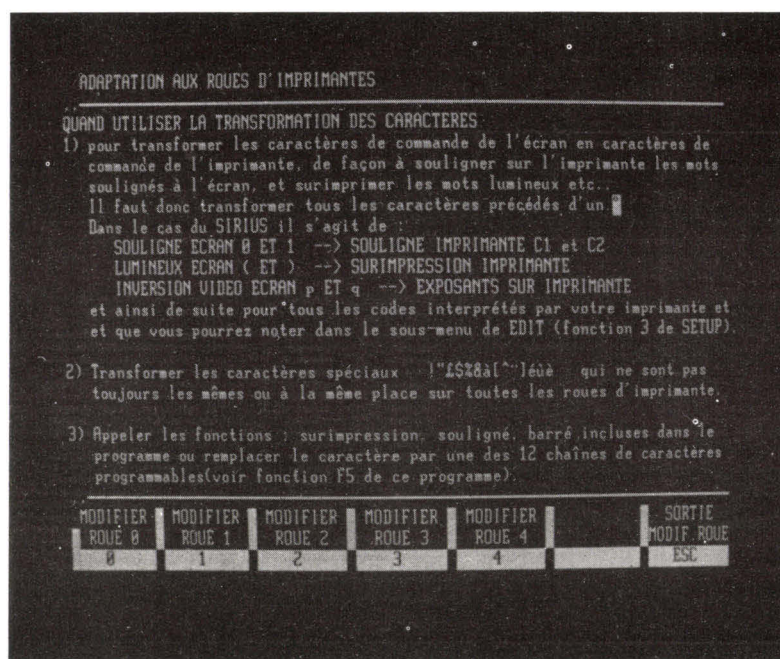 ADAPTATION AUX ROUES D'IMPRIMANTES
QUAND UTILISER LA TRANSFORMATION DES CARACTERES
1) pour transformer les caractères de commande de l'écran en caractères de
commande de l'imprimante, de façon à souligner sur l'imprimante les mots
soulignés à l'écran, et surimprimer les mots lumineux etc..
Il faut donc transformer tous les caractères précédés d'un
Dans le cas du SIRIUS il s'agit de :
SOULIGNE ECRAN 0 ET 1 --> SOULIGNE IMPRIMANTE C1 et C2
LUMINEUX ECRAN ( ET ) --> SURIMPRESSION IMPRIMANTE
INVERSION VIDEO ECRAN p ET q --> EXPOSANTS SUR IMPRIMANTE
et ainsi de suite pour tous les codes interprétés par votre imprimante et
et que vous pourrez noter dans le sous-menu de EDIT (fonction 3 de SETUP).
2) Transformer les caractères spéciaux !"£$%&à[^¨]éùè qui ne sont pas
toujours les mêmes ou à la même place sur toutes les roues d'imprimante.
3) Appeler les fonctions : surimpression, souligné, barré incluses dans le
programme ou remplacer le caractère par une des 12 chaînes de caractères
programmables(voir fonction F5 de ce programme).
MODIFIER MODIFIER MODIFIER MODIFIER MODIFIER SORTIE
ROUE 0 ROUE 1 ROUE 2 ROUE 3 ROUE 4 MODIF.ROUE
0 1 2 3 4 ESC